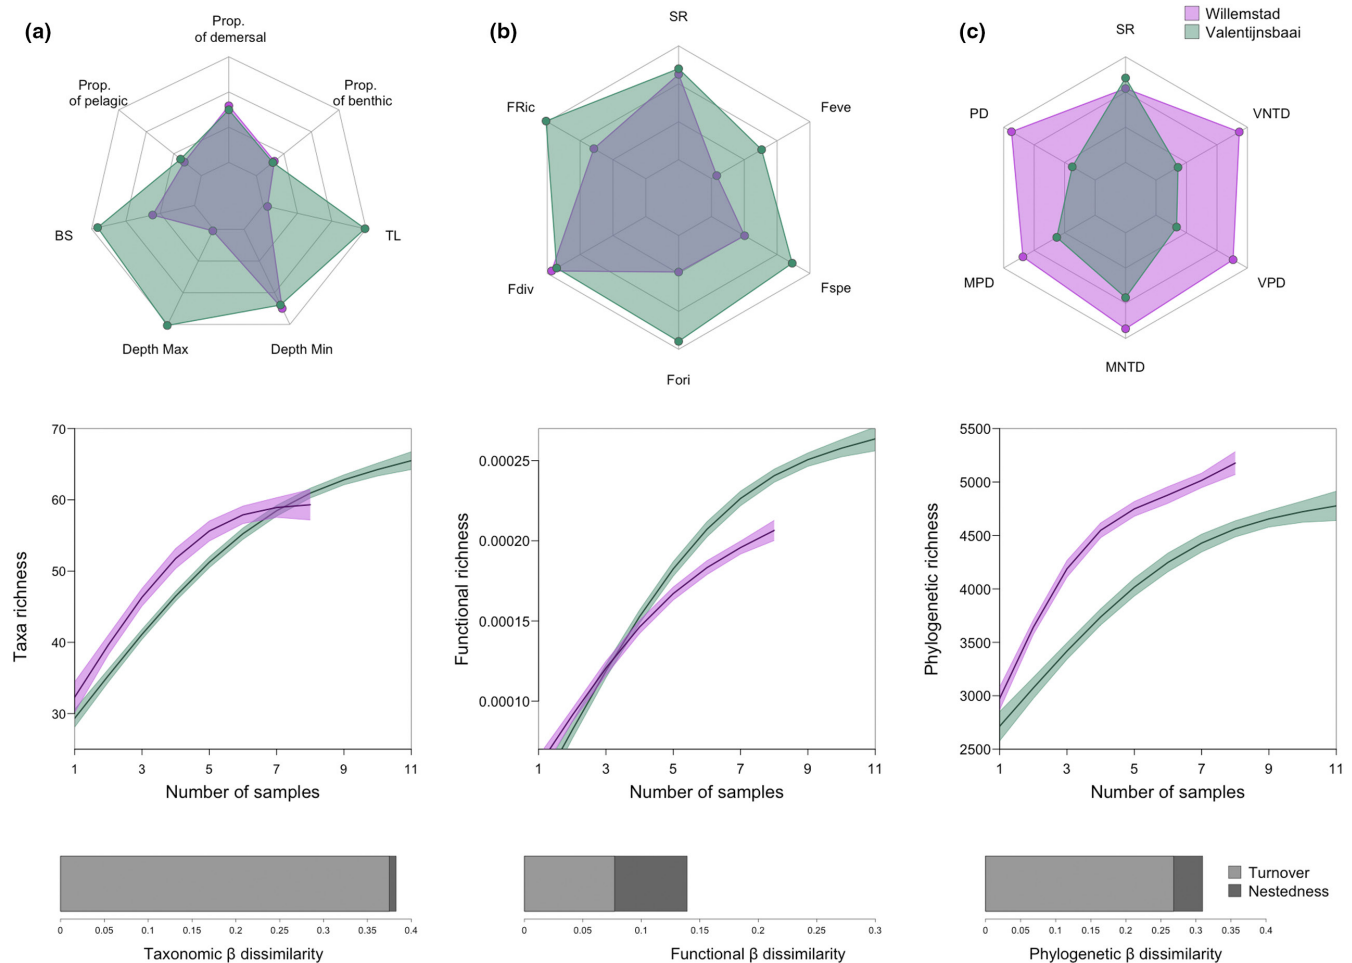 (a)
Prop.
of demersal
Prop.
of pelagic
Prop.
of benthic
BS
TL
Depth Max
Depth Min
(b)
SR
FRic
Feve
Fdiv
Fspe
Fori
(c)
Willemstad
Valentijnsbaai
SR
PD
VNTD
MPD
VPD
MNTD
Taxa richness
70
60
50
40
30
1 3 5 7 9 11
Number of samples
Functional richness
0.00025
0.00020
0.00015
0.00010
1 3 5 7 9 11
Number of samples
Phylogenetic richness
5500
5000
4500
4000
3500
3000
2500
1 3 5 7 9 11
Number of samples
0 0.05 0.1 0.15 0.2 0.25 0.3 0.35 0.4
Taxonomic β dissimilarity
0 0.05 0.1 0.15 0.2 0.25 0.3
Functional β dissimilarity
Turnover
Nestedness
0 0.05 0.1 0.15 0.2 0.25 0.3 0.35 0.4
Phylogenetic β dissimilarity